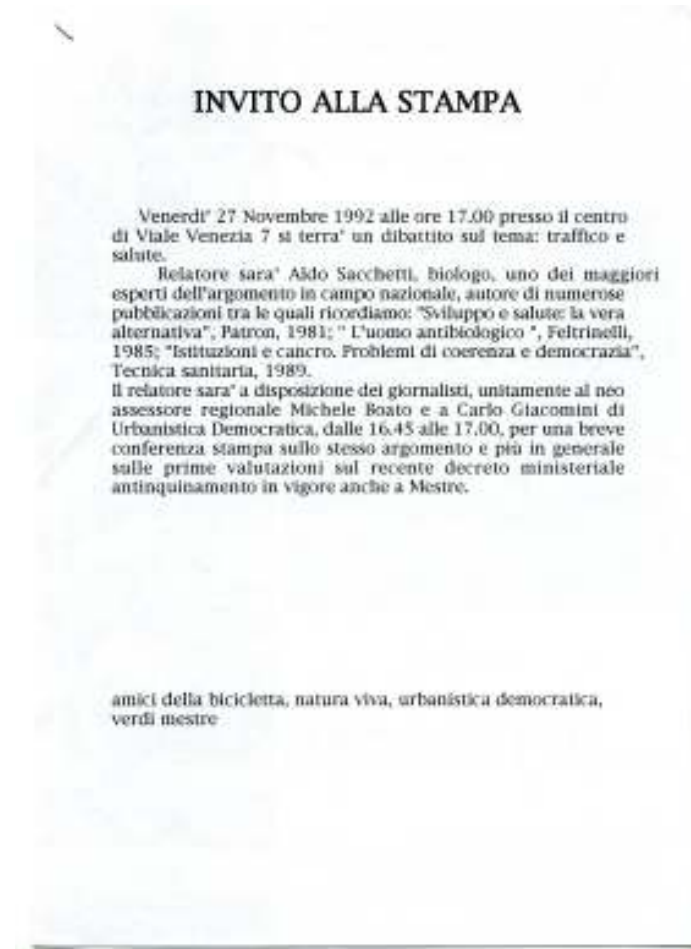 INVITO ALLA STAMPA
Venerdi' 27 Novembre 1992 alle ore 17.00 presso il centro
di Viale Venezia 7 si terra' un dibattito sul tema: traffico e
salute.
Relatore sara' Aldo Sacchetti, biologo, uno dei maggiori
esperti dell'argomento in campo nazionale, autore di numerose
pubblicazioni tra le quali ricordiamo: "Sviluppo e salute: la vera
alternativa", Patron, 1981; " L'uomo antibiologico ", Feltrinelli,
1985; "Istituzioni e cancro. Problemi di coerenza e democrazia",
Tecnica sanitaria, 1989.
Il relatore sara' a disposizione dei giornalisti, unitamente al neo
assessore regionale Michele Boato e a Carlo Giacomini di
Urbanistica Democratica, dalle 16.45 alle 17.00, per una breve
conferenza stampa sullo stesso argomento e più in generale
sulle prime valutazioni sul recente decreto ministeriale
antinquinamento in vigore anche a Mestre.
amici della bicicletta, natura viva, urbanistica democratica,
verdi mestre